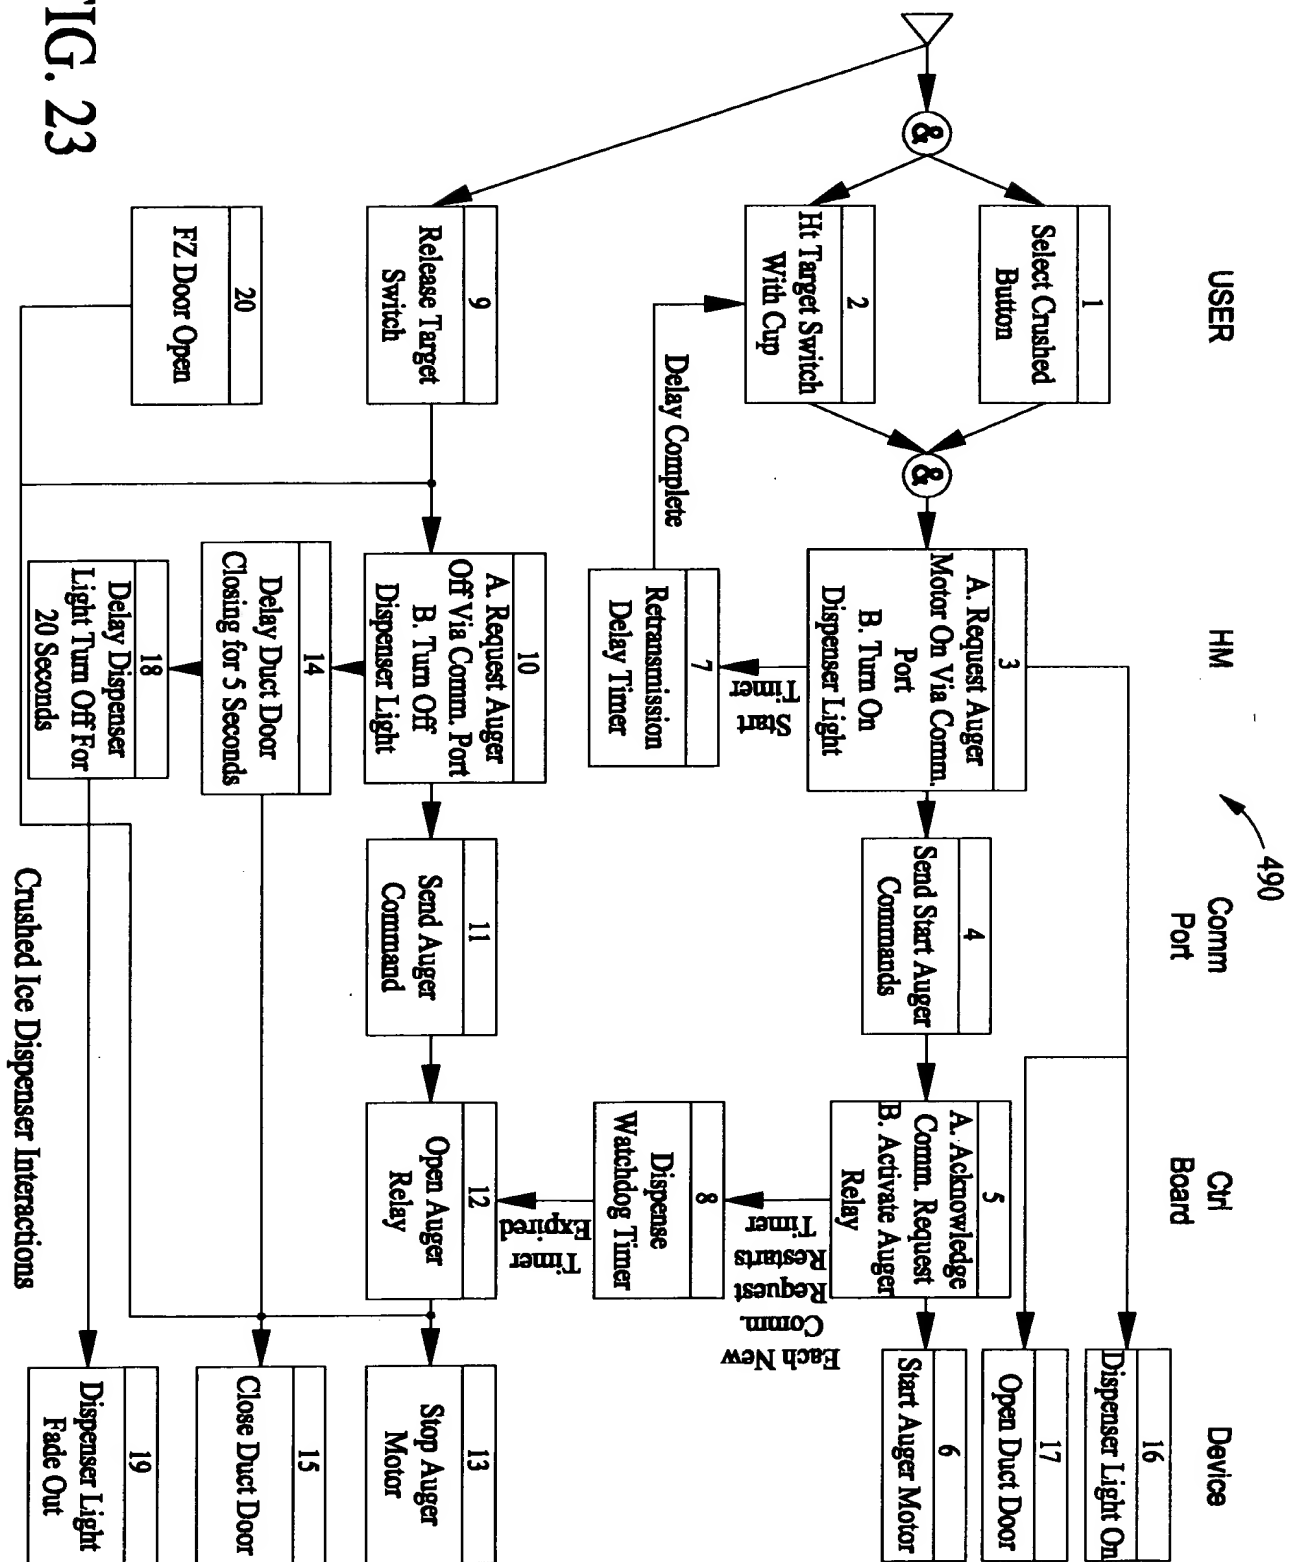 490
USER
HM
Comm
Port
Ctrl
Board
Device
16
Dispenser Light On
17
Open Duct Door
1
Select Crushed
Button
&
2
Ht Target Switch
With Cup
&
3
A. Request Auger
Motor On Via Comm.
Port
B. Turn On
Dispenser Light
4
Send Start Auger
Commands
5
A. Acknowledge
Comm. Request
B. Activate Auger
Relay
6
Start Auger Motor
Start
Timer
Each New
Comm.
Request
Restarts
Timer
Delay Complete
7
Retransmission
Delay Timer
8
Dispense
Watchdog Timer
Timer
Expired
9
Release Target
Switch
10
A. Request Auger
Off Via Comm. Port
B. Turn Off
Dispenser Light
11
Send Auger
Command
12
Open Auger
Relay
13
Stop Auger
Motor
20
FZ Door Open
14
Delay Duct Door
Closing for 5 Seconds
15
Close Duct Door
18
Delay Dispenser
Light Turn Off For
20 Seconds
19
Dispenser Light
Fade Out
Crushed Ice Dispenser Interactions
FIG. 23